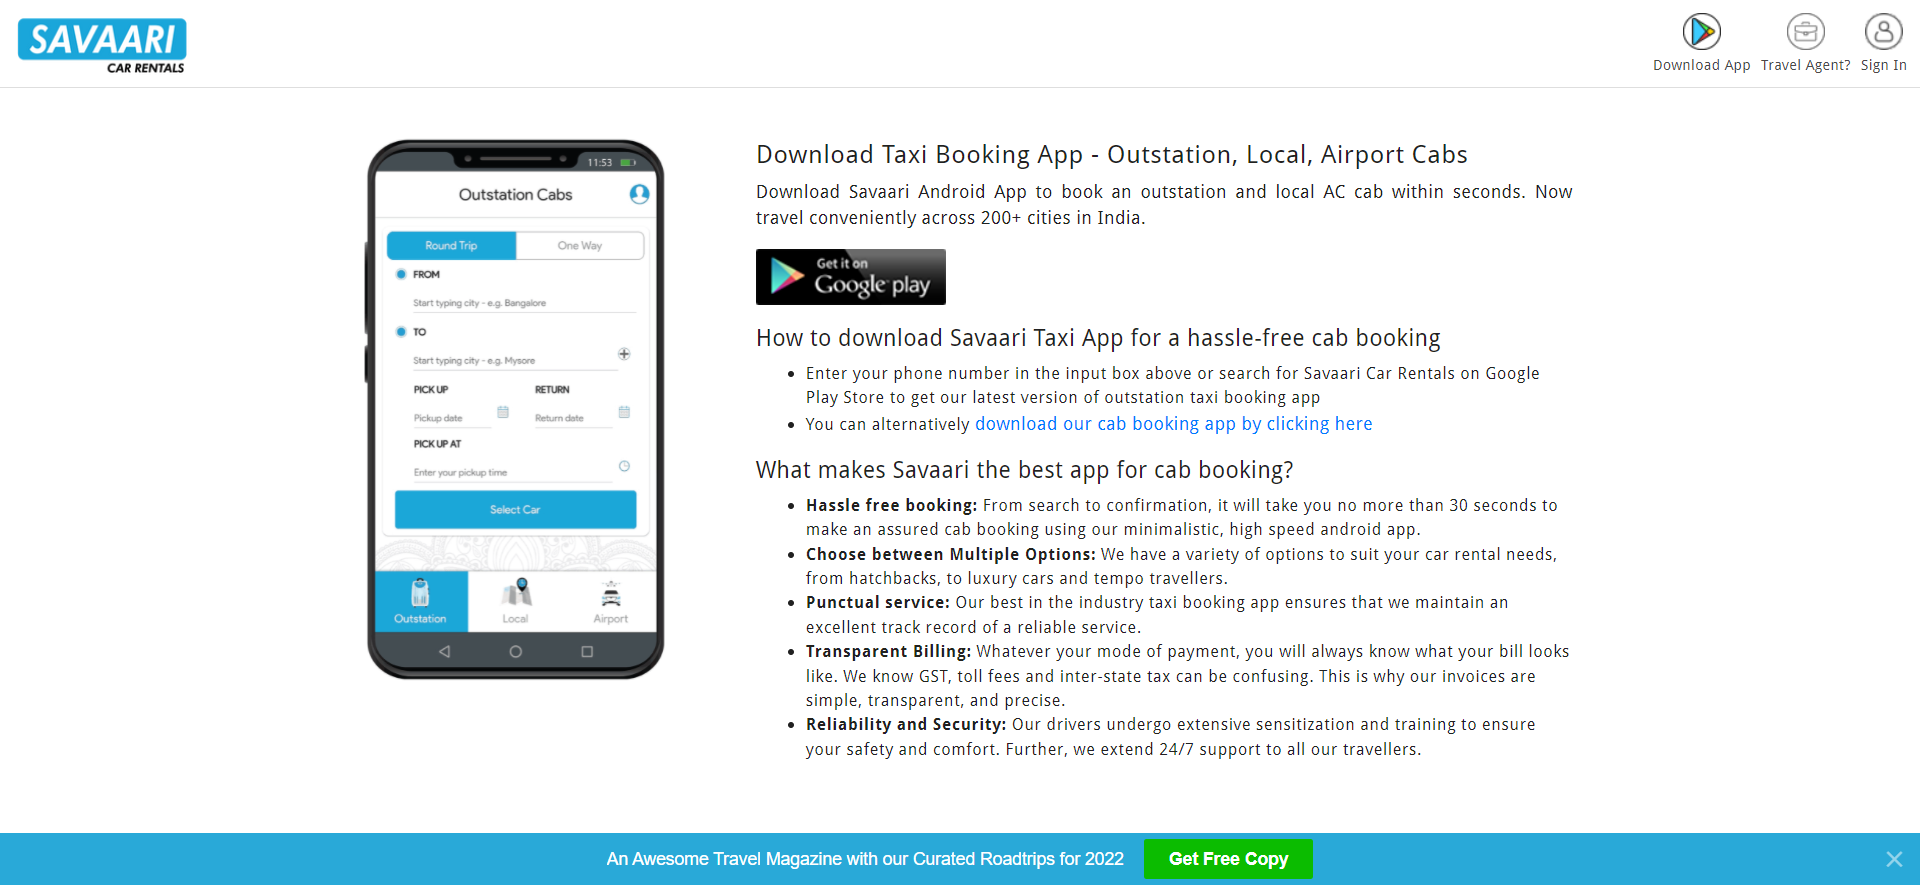 SAVAARI
CAR RENTALS
Download App
Travel Agent?
Sign In
11:53
Outstation Cabs
Round Trip
One Way
FROM
Start typing city - e.g. Bangalore
TO
Start typing city - e.g. Mysore
PICK UP
RETURN
Pickup date
Return date
PICK UP AT
Enter your pickup time
Select Car
Outstation
Local
Airport
Download Taxi Booking App - Outstation, Local, Airport Cabs
Download Savaari Android App to book an outstation and local AC cab within seconds. Now
travel conveniently across 200+ cities in India.
Get it on
Google play
How to download Savaari Taxi App for a hassle-free cab booking
Enter your phone number in the input box above or search for Savaari Car Rentals on Google
Play Store to get our latest version of outstation taxi booking app
You can alternatively download our cab booking app by clicking here
What makes Savaari the best app for cab booking?
Hassle free booking: From search to confirmation, it will take you no more than 30 seconds to
make an assured cab booking using our minimalistic, high speed android app.
Choose between Multiple Options: We have a variety of options to suit your car rental needs,
from hatchbacks, to luxury cars and tempo travellers.
Punctual service: Our best in the industry taxi booking app ensures that we maintain an
excellent track record of a reliable service.
Transparent Billing: Whatever your mode of payment, you will always know what your bill looks
like. We know GST, toll fees and inter-state tax can be confusing. This is why our invoices are
simple, transparent, and precise.
Reliability and Security: Our drivers undergo extensive sensitization and training to ensure
your safety and comfort. Further, we extend 24/7 support to all our travellers.
An Awesome Travel Magazine with our Curated Roadtrips for 2022
Get Free Copy